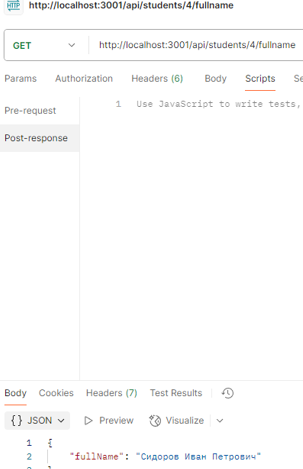 HTTP http://localhost:3001/api/students/4/fullname
GET http://localhost:3001/api/students/4/fullname
Params Authorization Headers (6) Body Scripts Se
Pre-request
Post-response
1 Use JavaScript to write tests,
Body Cookies Headers (7) Test Results
{} JSON Preview Visualize
1 {
2 "fullName": "Сидоров Иван Петрович"